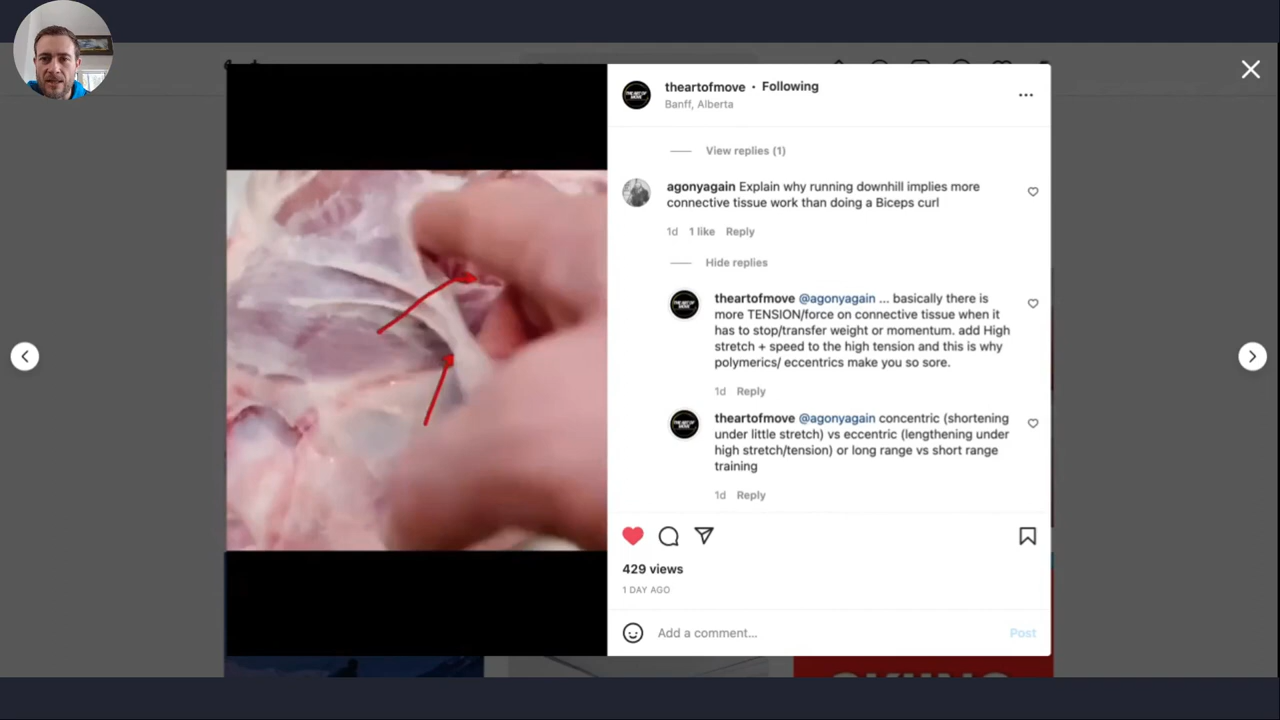 theartofmove • Following
Banff, Alberta
View replies (1)
agonyagain Explain why running downhill implies more
connective tissue work than doing a Biceps curl
1d 1 like Reply
Hide replies
theartofmove @agonyagain ... basically there is
more TENSION/force on connective tissue when it
has to stop/transfer weight or momentum. add High
stretch + speed to the high tension and this is why
polymerics/ eccentrics make you so sore.
1d Reply
theartofmove @agonyagain concentric (shortening
under little stretch) vs eccentric (lengthening under
high stretch/tension) or long range vs short range
training
1d Reply
429 views
1 DAY AGO
Add a comment...
Post